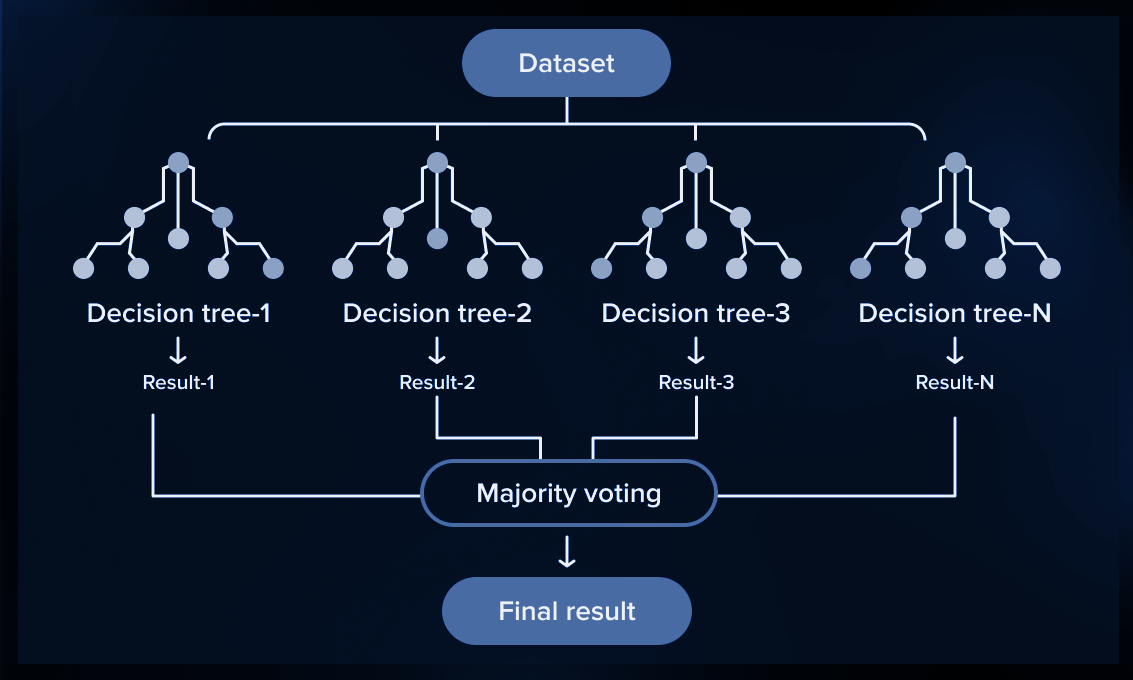 Dataset
Decision tree-1
Decision tree-2
Decision tree-3
Decision tree-N
Result-1
Result-2
Result-3
Result-N
Majority voting
Final result